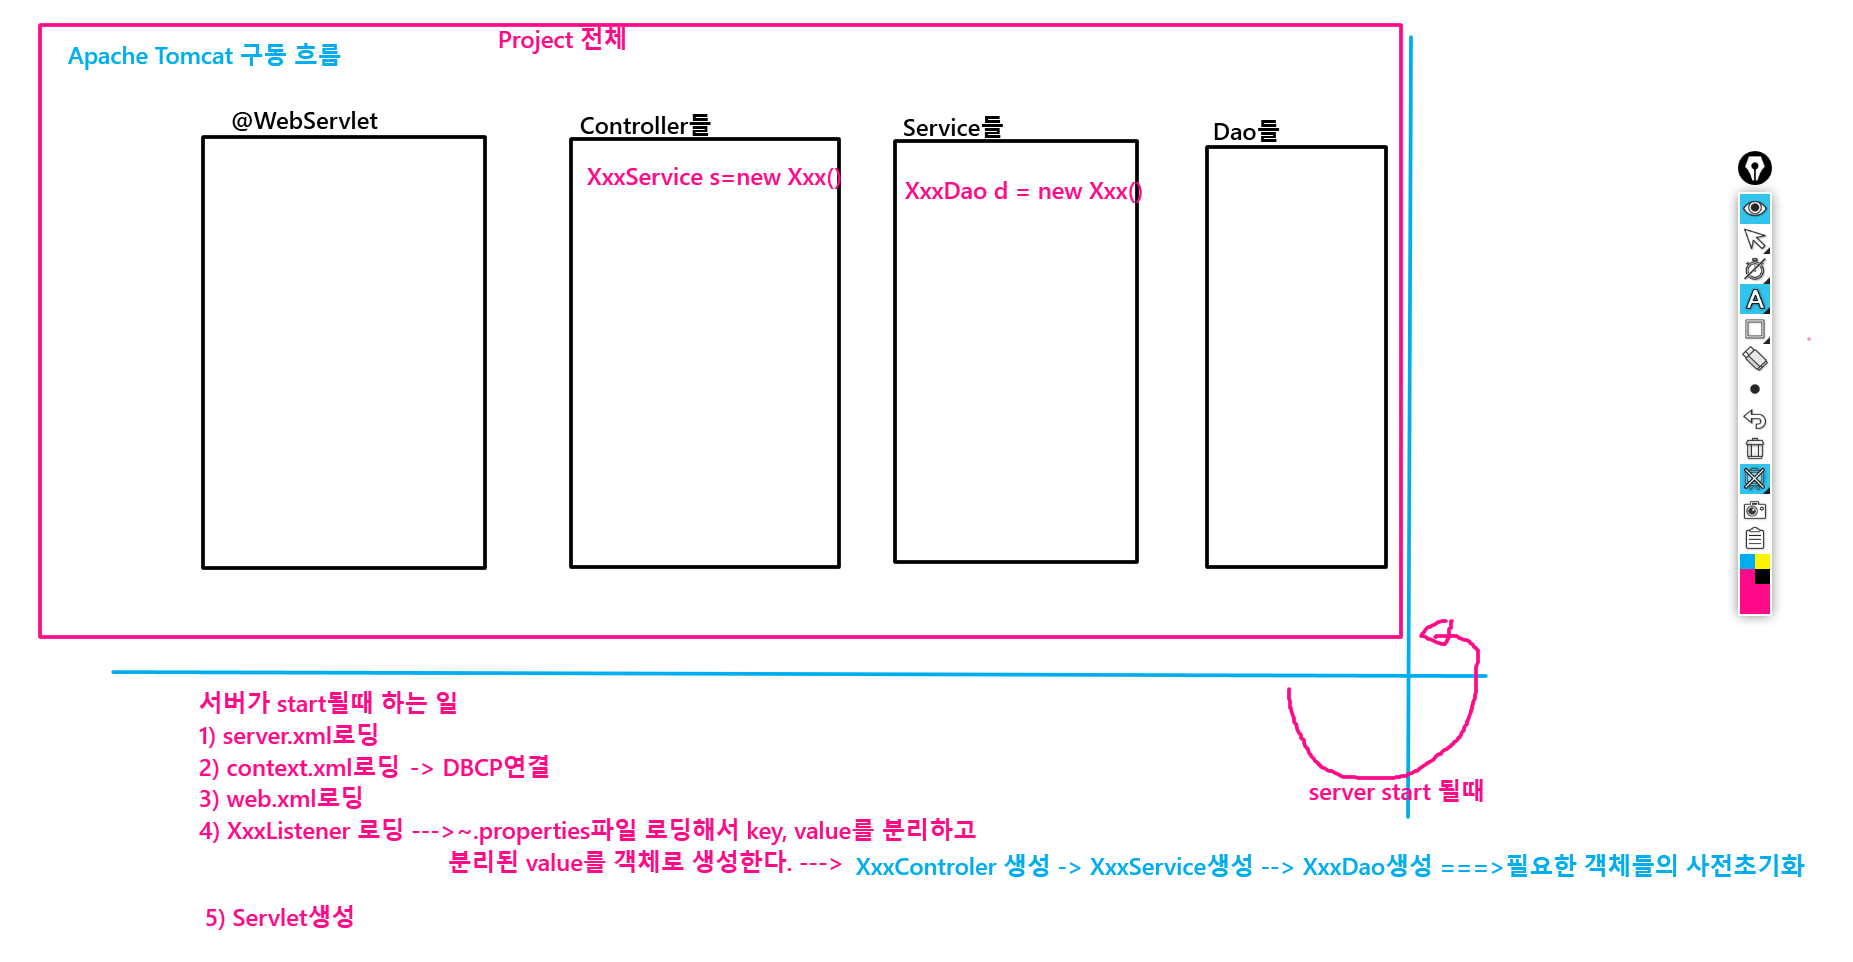 Project 전체
Apache Tomcat 구동 흐름
@WebServlet
Controller들
Service들
Dao들
XxxService s=new Xxx()
XxxDao d = new Xxx()
서버가 start될때 하는 일
1) server.xml로딩
2) context.xml로딩 -> DBCP연결
3) web.xml로딩
server start 될때
4) XxxListener 로딩 --->~.properties파일 로딩해서 key, value를 분리하고
분리된 value를 객체로 생성한다. ---> XxxControler 생성 -> XxxService생성 --> XxxDao생성 ===>필요한 객체들의 사전초기화
5) Servlet생성